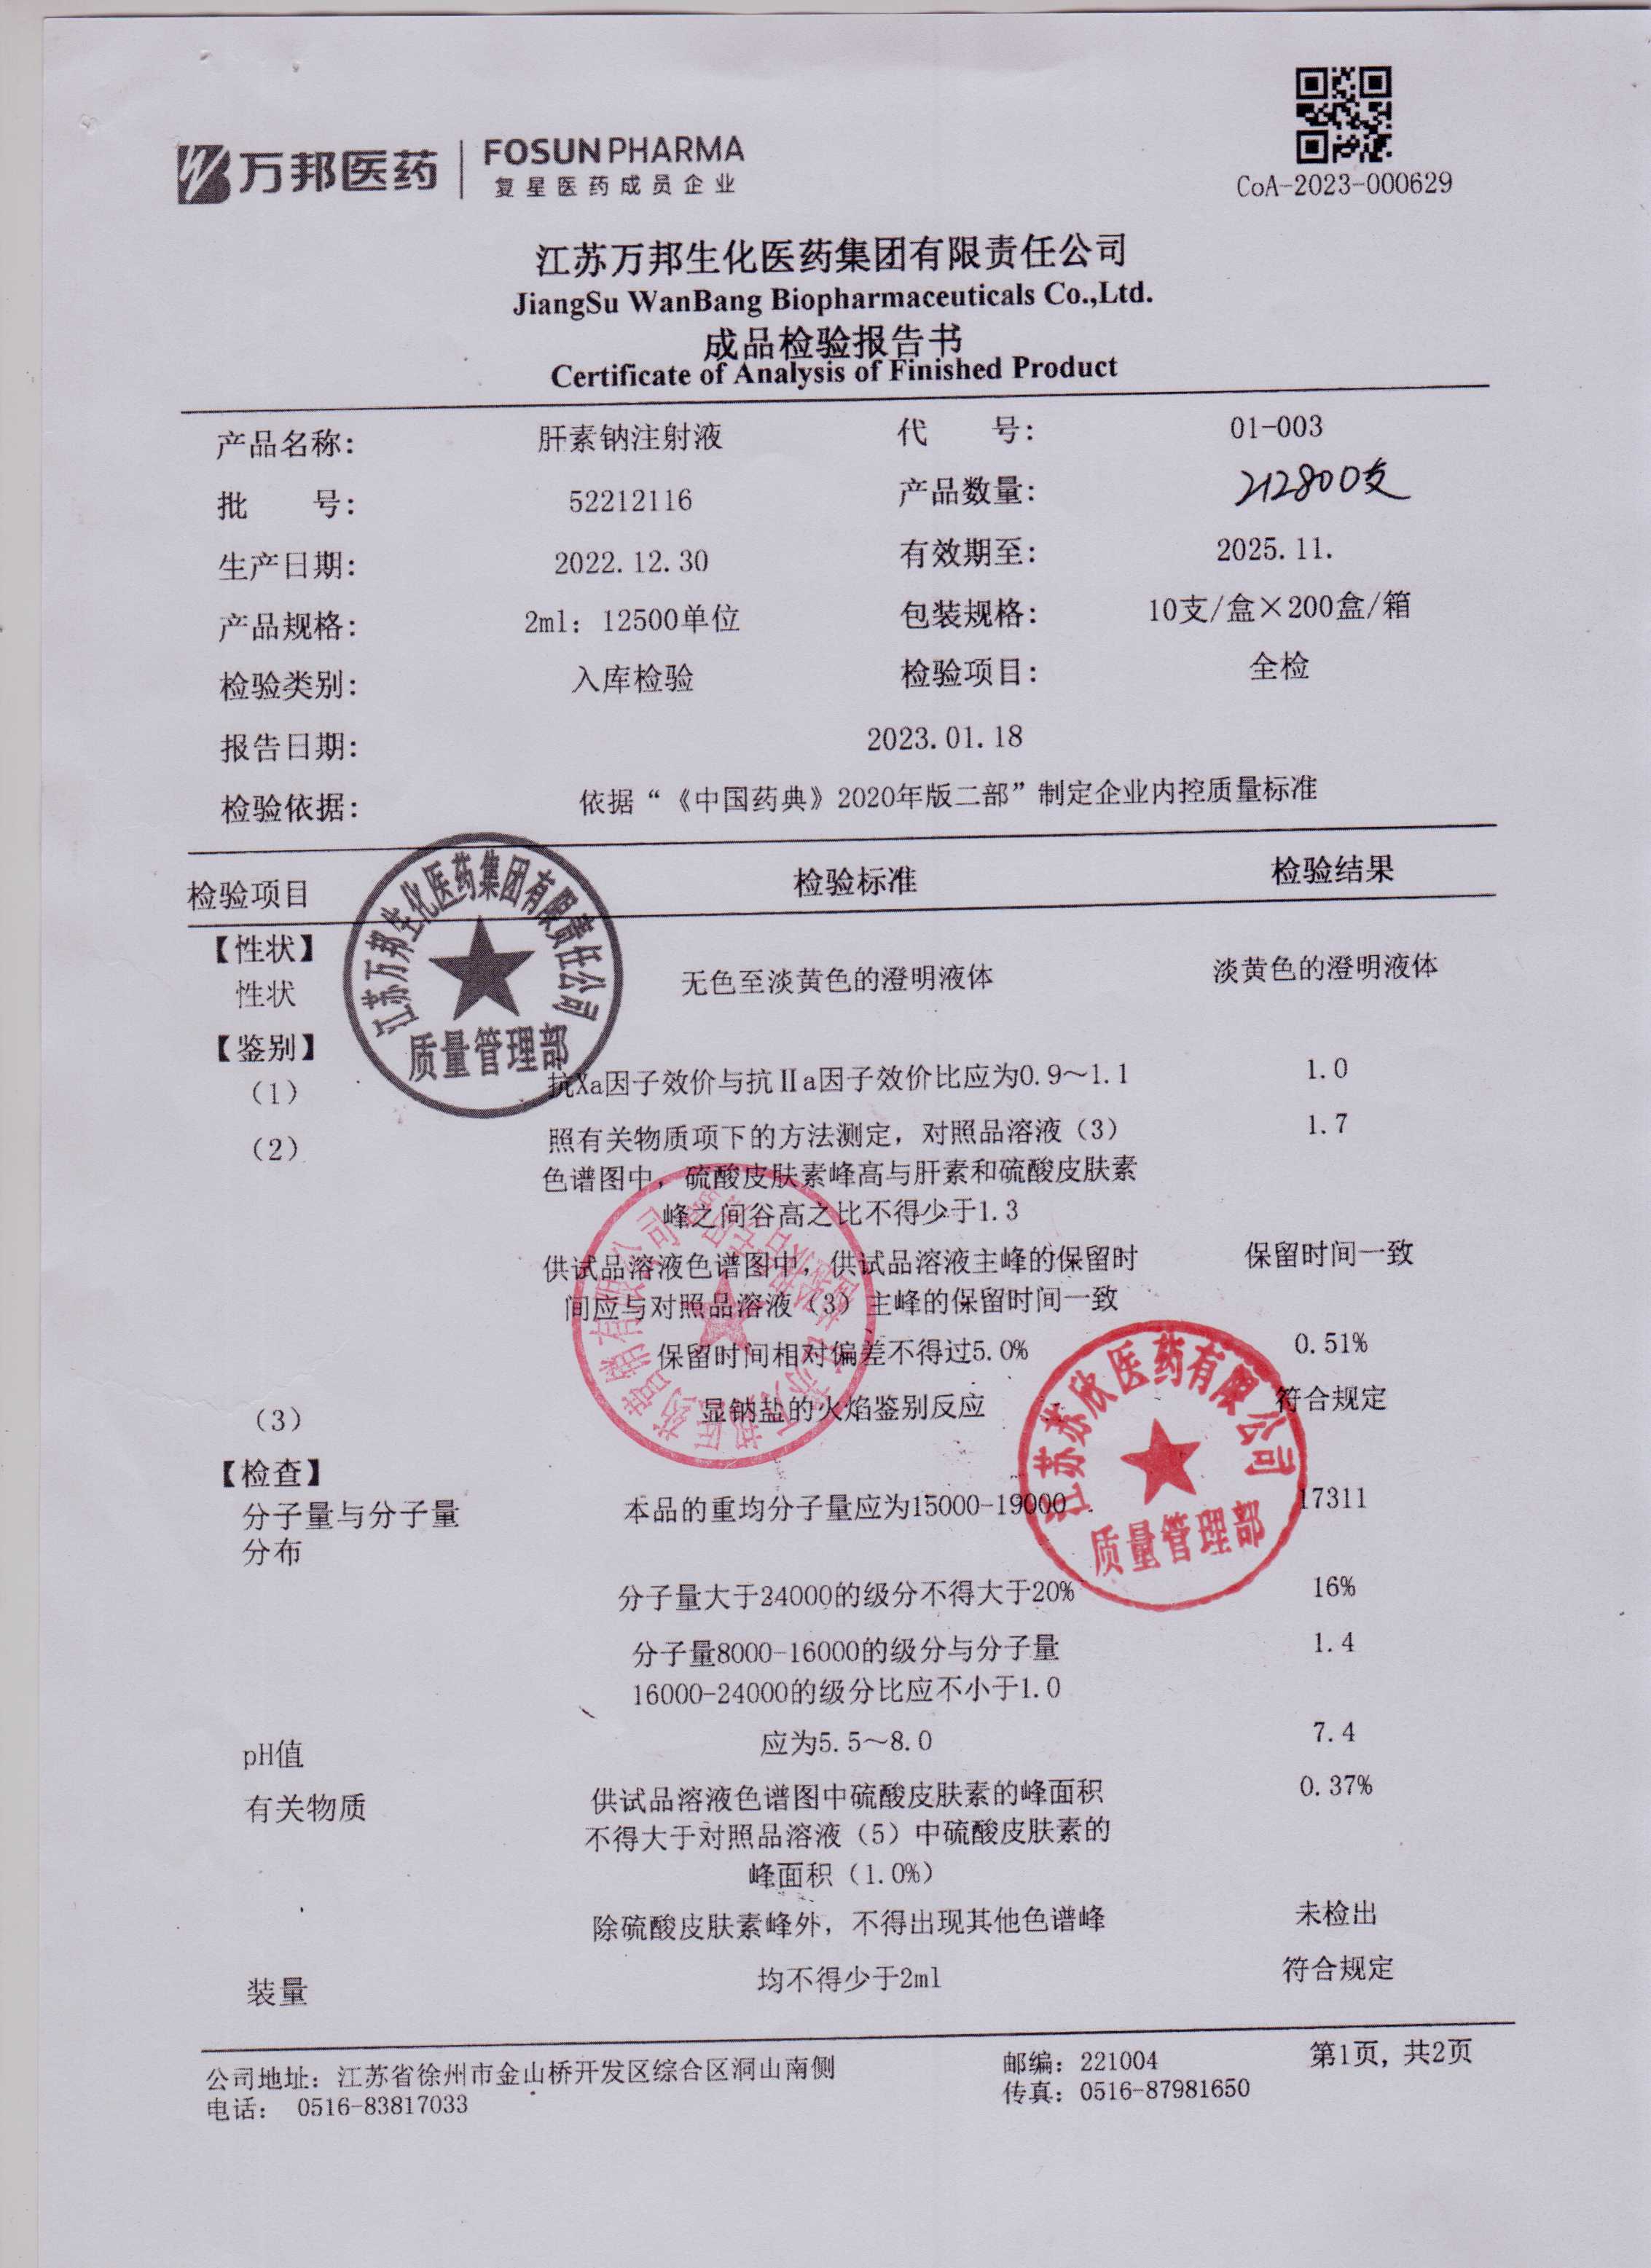 万邦医药
FOSUN PHARMA
复星医药成员企业
CoA-2023-000629
江苏万邦生化医药集团有限责任公司
JiangSu WanBang Biopharmaceuticals Co.,Ltd.
成品检验报告书
Certificate of Analysis of Finished Product
产品名称: 肝素钠注射液 代 号: 01-003
批 号: 52212116 产品数量: 212800支
生产日期: 2022.12.30 有效期至: 2025.11.
产品规格: 2ml: 12500单位 包装规格: 10支/盒×200盒/箱
检验类别: 入库检验 检验项目: 全检
报告日期: 2023.01.18
检验依据: 依据“《中国药典》2020年版二部”制定企业内控质量标准
检验项目 检验标准 检验结果
【性状】
性状 无色至淡黄色的澄明液体 淡黄色的澄明液体
江苏万邦生化医药集团有限责任公司
质量管理部
【鉴别】
(1) 抗Xa因子效价与抗Ⅱa因子效价比应为0.9～1.1 1.0
(2) 照有关物质项下的方法测定，对照品溶液（3） 1.7
色谱图中，硫酸皮肤素峰高与肝素和硫酸皮肤素
峰之间谷高之比不得少于1.3
供试品溶液色谱图中，供试品溶液主峰的保留时 保留时间一致
间应与对照品溶液（3）主峰的保留时间一致
保留时间相对偏差不得过5.0% 0.51%
(3) 显钠盐的火焰鉴别反应 符合规定
江苏苏欣医药有限公司
质量管理部
【检查】
分子量与分子量 本品的重均分子量应为15000-19000 17311
分布
分子量大于24000的级分不得大于20% 16%
分子量8000-16000的级分与分子量 1.4
16000-24000的级分比应不小于1.0
pH值 应为5.5～8.0 7.4
有关物质 供试品溶液色谱图中硫酸皮肤素的峰面积 0.37%
不得大于对照品溶液（5）中硫酸皮肤素的
峰面积（1.0%）
除硫酸皮肤素峰外，不得出现其他色谱峰 未检出
装量 均不得少于2ml 符合规定
公司地址: 江苏省徐州市金山桥开发区综合区洞山南侧 邮编: 221004 第1页, 共2页
电话: 0516-83817033 传真: 0516-87981650